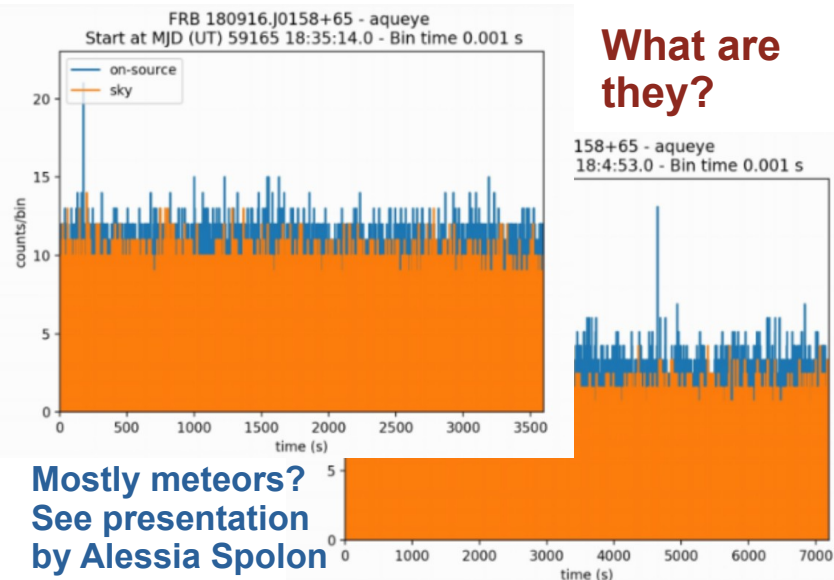 FRB 180916.J0158+65 - aqueye
Start at MJD (UT) 59165 18:35:14.0 - Bin time 0.001 s
on-source
sky
20
15
10
5
0
counts/bin
0 500 1000 1500 2000 2500 3000 3500
time (s)
What are
they?
158+65 - aqueye
18:4:53.0 - Bin time 0.001 s
5
0
0 1000 2000 3000 4000 5000 6000 7000
time (s)
Mostly meteors?
See presentation
by Alessia Spolon